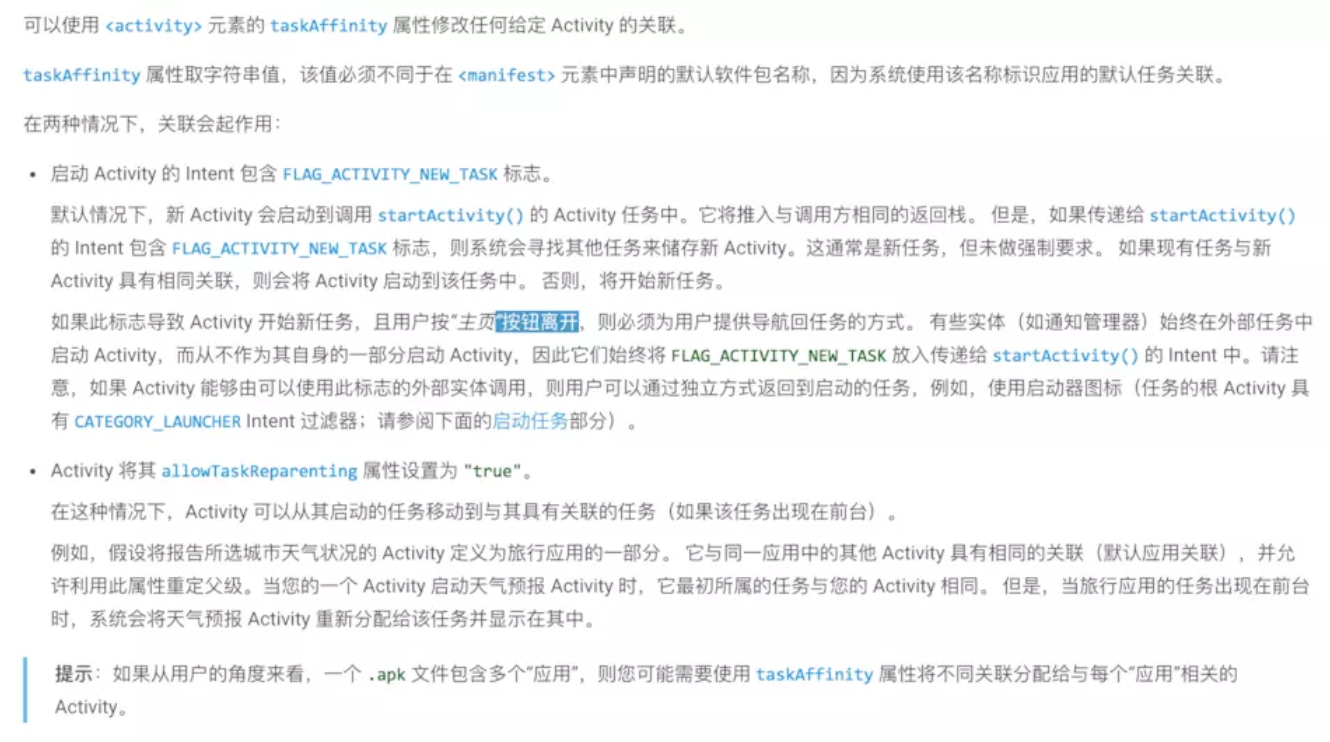 可以使用 <activity> 元素的 taskAffinity 属性修改任何给定 Activity 的关联。
taskAffinity 属性取字符串值，该值必须不同于在 <manifest> 元素中声明的默认软件包名称，因为系统使用该名称标识应用的默认任务关联。
在两种情况下，关联会起作用：
• 启动 Activity 的 Intent 包含 FLAG_ACTIVITY_NEW_TASK 标志。
默认情况下，新 Activity 会启动到调用 startActivity() 的 Activity 任务中。它将推入与调用方相同的返回栈。 但是，如果传递给 startActivity()
的 Intent 包含 FLAG_ACTIVITY_NEW_TASK 标志，则系统会寻找其他任务来储存新 Activity。这通常是新任务，但未做强制要求。 如果现有任务与新
Activity 具有相同关联，则会将 Activity 启动到该任务中。 否则，将开始新任务。
如果此标志导致 Activity 开始新任务，且用户按“主页“按钮离开，则必须为用户提供导航回任务的方式。 有些实体（如通知管理器）始终在外部任务中
启动 Activity，而从不作为其自身的一部分启动 Activity，因此它们始终将 FLAG_ACTIVITY_NEW_TASK 放入传递给 startActivity() 的 Intent 中。请注
意，如果 Activity 能够由可以使用此标志的外部实体调用，则用户可以通过独立方式返回到启动的任务，例如，使用启动器图标（任务的根 Activity 具
有 CATEGORY_LAUNCHER Intent 过滤器；请参阅下面的启动任务部分）。
• Activity 将其 allowTaskReparenting 属性设置为 "true"。
在这种情况下，Activity 可以从其启动的任务移动到与其具有关联的任务（如果该任务出现在前台）。
例如，假设将报告所选城市天气状况的 Activity 定义为旅行应用的一部分。 它与同一应用中的其他 Activity 具有相同的关联（默认应用关联），并允
许利用此属性重定父级。当您的一个 Activity 启动天气预报 Activity 时，它最初所属的任务与您的 Activity 相同。 但是，当旅行应用的任务出现在前台
时，系统会将天气预报 Activity 重新分配给该任务并显示在其中。
提示：如果从用户的角度来看，一个 .apk 文件包含多个“应用”，则您可能需要使用 taskAffinity 属性将不同关联分配给与每个“应用”相关的
Activity。